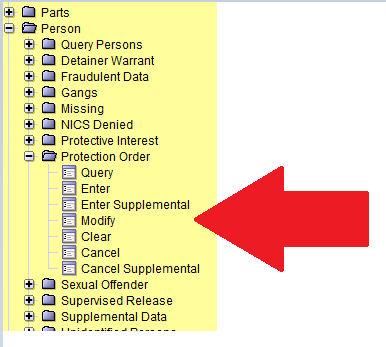 Parts
Person
Query Persons
Detainer Warrant
Fraudulent Data
Gangs
Missing
NICS Denied
Protective Interest
Protection Order
Query
Enter
Enter Supplemental
Modify
Clear
Cancel
Cancel Supplemental
Sexual Offender
Supervised Release
Supplemental Data
Unidentified Persons